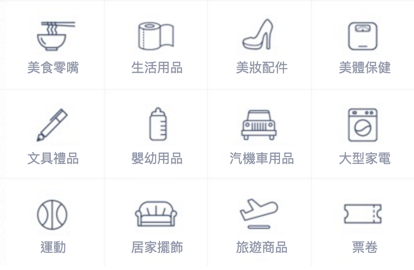 美食零嘴
生活用品
美妝配件
美體保健
文具禮品
嬰幼用品
汽機車用品
大型家電
運動
居家擺飾
旅遊商品
票卷